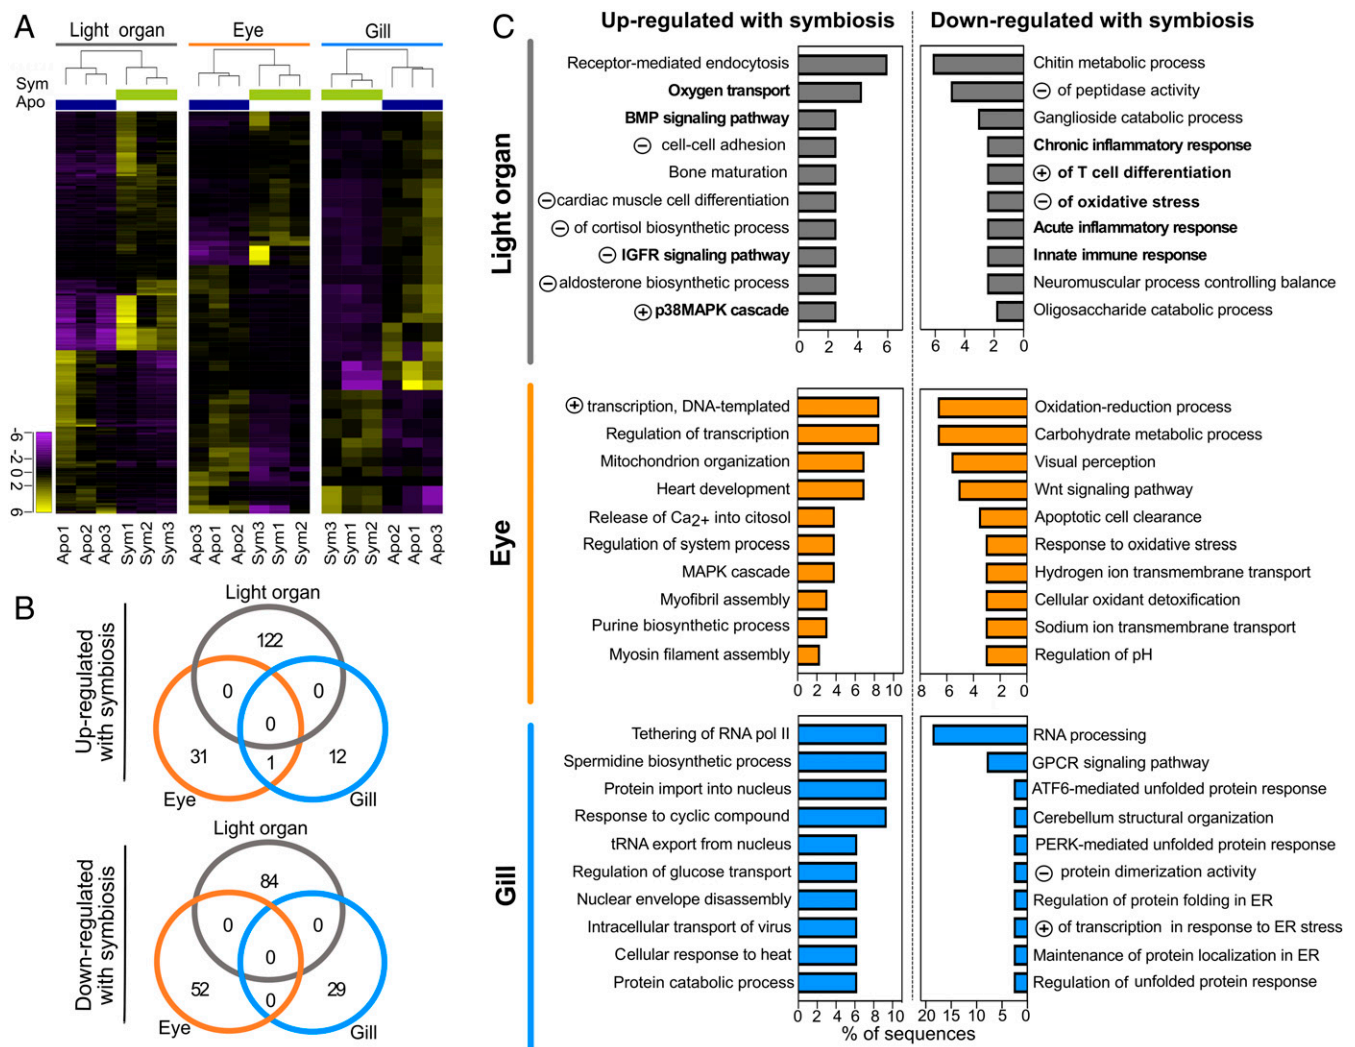 A
Light organ
Eye
Gill
Sym
Apo
-6
-2
0
2
6
Apo1
Apo2
Apo3
Sym1
Sym2
Sym3
Apo3
Apo1
Apo2
Sym3
Sym1
Sym2
Sym1
Sym3
Sym2
Apo2
Apo1
Apo3
B
Up-regulated
with symbiosis
Light organ
122
0
0
0
31
1
12
Eye
Gill
Down-regulated
with symbiosis
Light organ
84
0
0
0
52
0
29
Eye
Gill
C
Up-regulated with symbiosis
Down-regulated with symbiosis
Light organ
Receptor-mediated endocytosis
Oxygen transport
BMP signaling pathway
⊖ cell-cell adhesion
Bone maturation
⊖ cardiac muscle cell differentiation
⊖ of cortisol biosynthetic process
⊖ IGFR signaling pathway
⊖ aldosterone biosynthetic process
⊕ p38MAPK cascade
0 2 4 6
Chitin metabolic process
⊖ of peptidase activity
Ganglioside catabolic process
Chronic inflammatory response
⊕ of T cell differentiation
⊖ of oxidative stress
Acute inflammatory response
Innate immune response
Neuromuscular process controlling balance
Oligosaccharide catabolic process
6 4 2 0
Eye
⊕ transcription, DNA-templated
Regulation of transcription
Mitochondrion organization
Heart development
Release of Ca2+ into citosol
Regulation of system process
MAPK cascade
Myofibril assembly
Purine biosynthetic process
Myosin filament assembly
0 2 4 6 8 10
Oxidation-reduction process
Carbohydrate metabolic process
Visual perception
Wnt signaling pathway
Apoptotic cell clearance
Response to oxidative stress
Hydrogen ion transmembrane transport
Cellular oxidant detoxification
Sodium ion transmembrane transport
Regulation of pH
8 6 4 2 0
Gill
Tethering of RNA pol II
Spermidine biosynthetic process
Protein import into nucleus
Response to cyclic compound
tRNA export from nucleus
Regulation of glucose transport
Nuclear envelope disassembly
Intracellular transport of virus
Cellular response to heat
Protein catabolic process
0 2 4 6 8 10
RNA processing
GPCR signaling pathway
ATF6-mediated unfolded protein response
Cerebellum structural organization
PERK-mediated unfolded protein response
⊖ protein dimerization activity
Regulation of protein folding in ER
⊕ of transcription in response to ER stress
Maintenance of protein localization in ER
Regulation of unfolded protein response
20 15 10 5 0
% of sequences